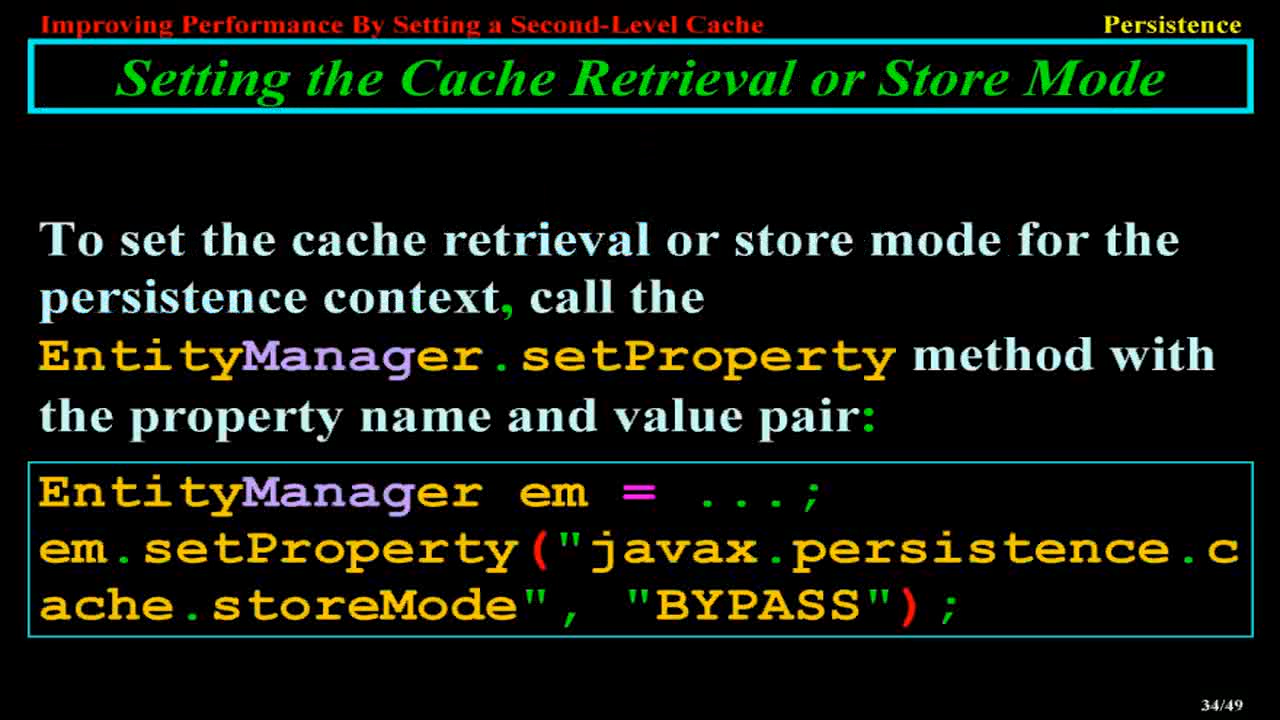 Improving Performance By Setting a Second-Level Cache
Persistence
Setting the Cache Retrieval or Store Mode
To set the cache retrieval or store mode for the
persistence context, call the
EntityManager.setProperty method with
the property name and value pair:
EntityManager em = ...;
em.setProperty("javax.persistence.c
ache.storeMode", "BYPASS");
34/49